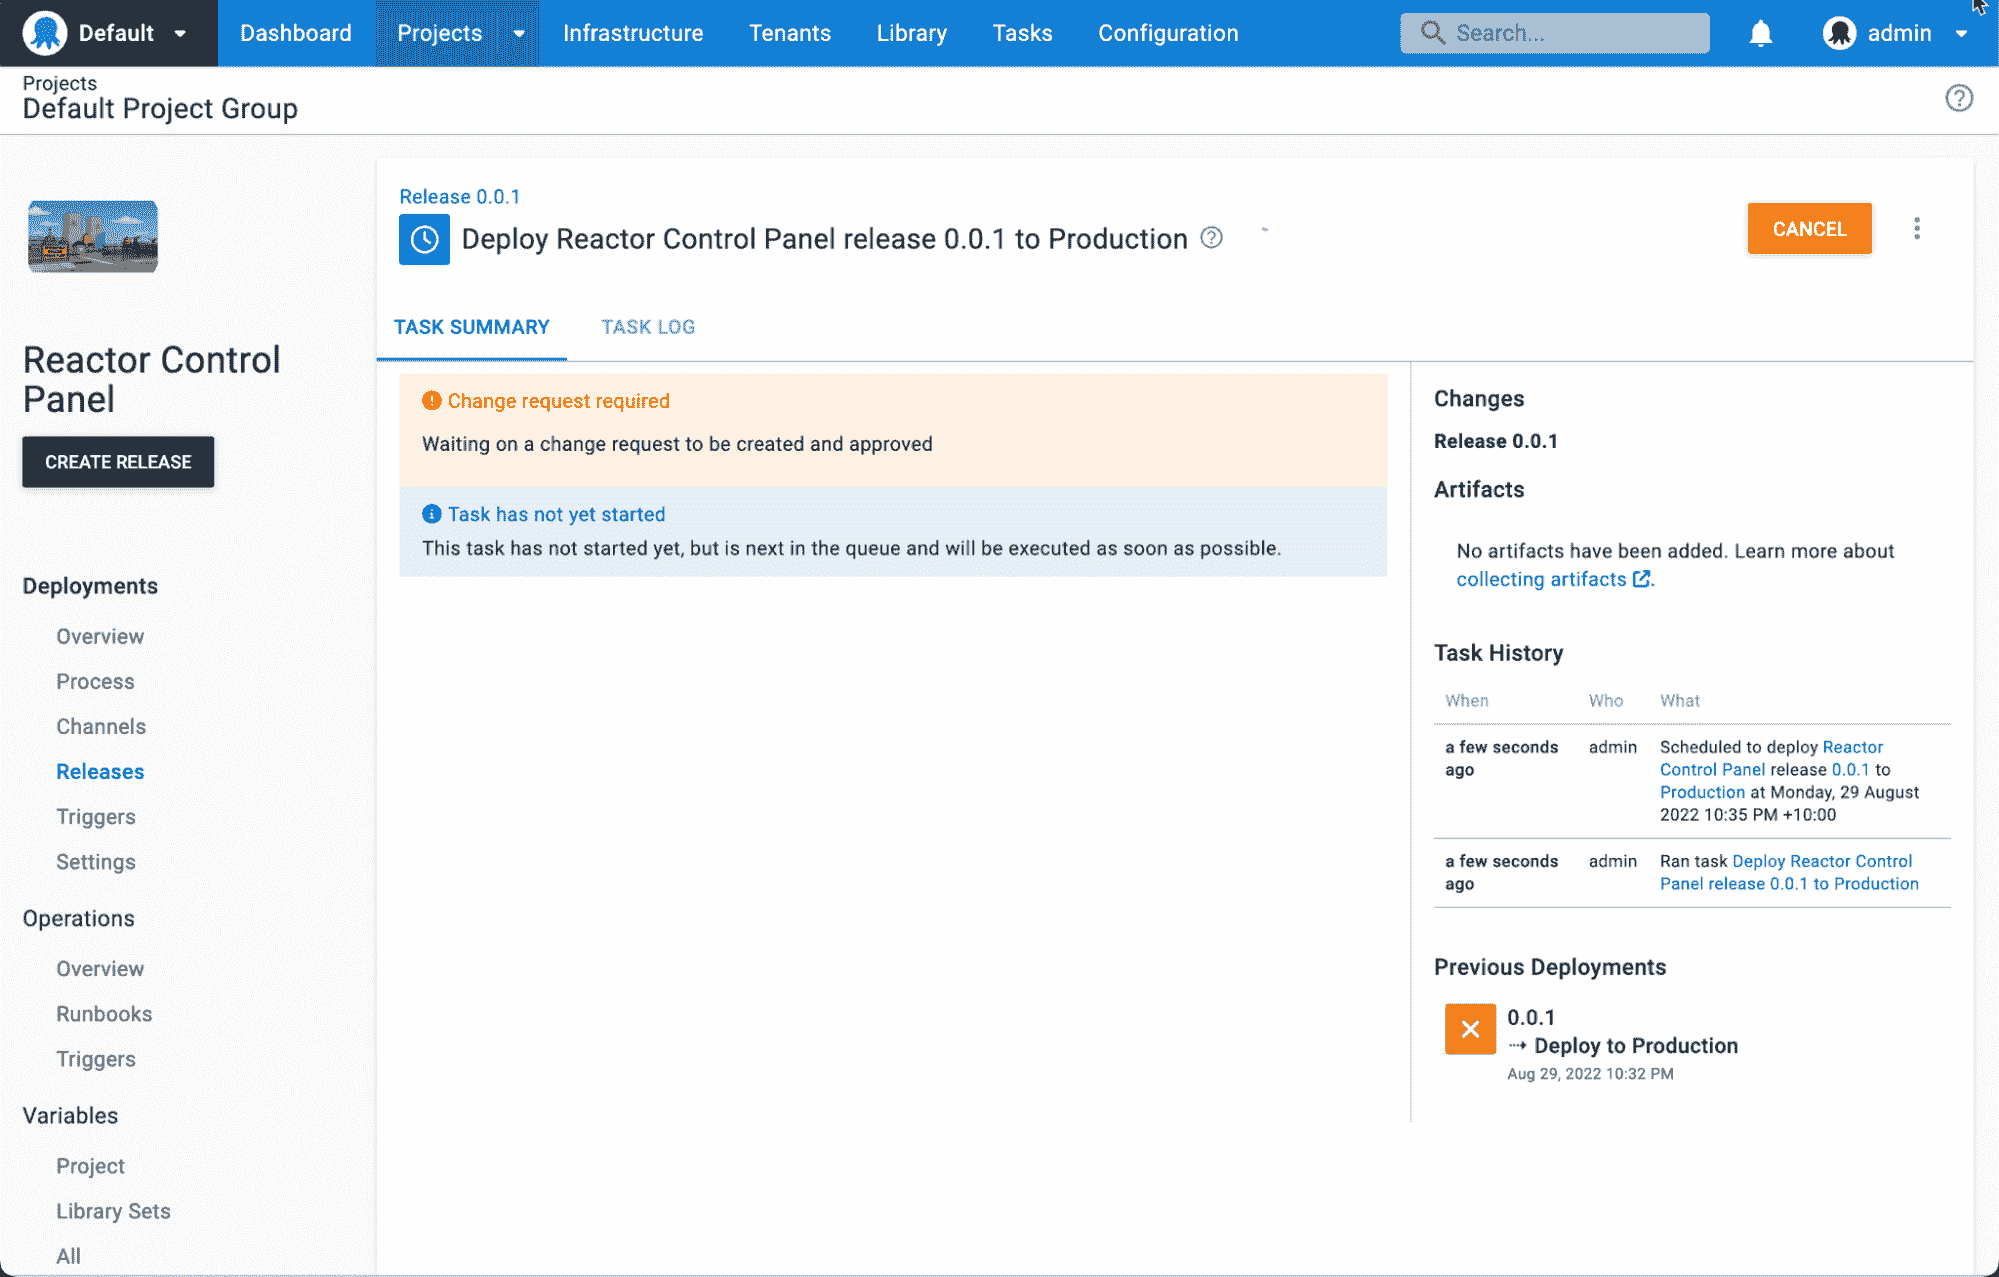 Default
Dashboard
Projects
Infrastructure
Tenants
Library
Tasks
Configuration
Search...
admin
Projects
Default Project Group
Reactor Control
Panel
CREATE RELEASE
Deployments
Overview
Process
Channels
Releases
Triggers
Settings
Operations
Overview
Runbooks
Triggers
Variables
Project
Library Sets
All
Release 0.0.1
Deploy Reactor Control Panel release 0.0.1 to Production
CANCEL
TASK SUMMARY
TASK LOG
Change request required
Waiting on a change request to be created and approved
Task has not yet started
This task has not started yet, but is next in the queue and will be executed as soon as possible.
Changes
Release 0.0.1
Artifacts
No artifacts have been added. Learn more about
collecting artifacts.
Task History
When Who What
a few seconds
ago
admin
Scheduled to deploy Reactor
Control Panel release 0.0.1 to
Production at Monday, 29 August
2022 10:35 PM +10:00
a few seconds
ago
admin
Ran task Deploy Reactor Control
Panel release 0.0.1 to Production
Previous Deployments
0.0.1
Deploy to Production
Aug 29, 2022 10:32 PM